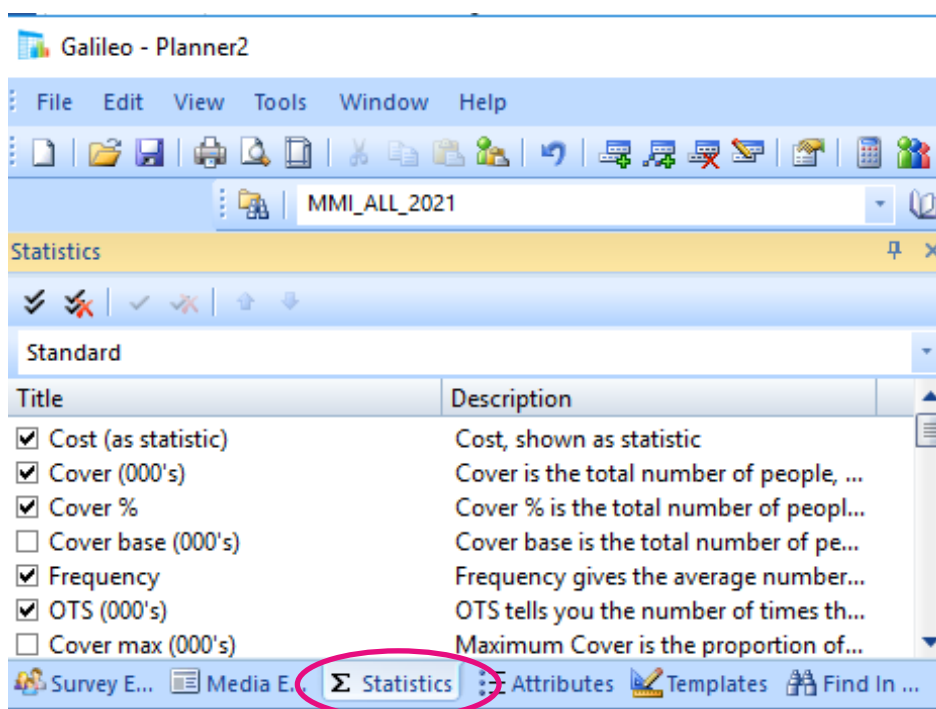 Galileo - Planner2
File Edit View Tools Window Help
MMI_ALL_2021
Statistics
Standard
Title Description
Cost (as statistic) Cost, shown as statistic
Cover (000's) Cover is the total number of people, ...
Cover % Cover % is the total number of peopl...
Cover base (000's) Cover base is the total number of pe...
Frequency Frequency gives the average number...
OTS (000's) OTS tells you the number of times th...
Cover max (000's) Maximum Cover is the proportion of...
Survey E... Media E... Σ Statistics Attributes Templates Find In ...